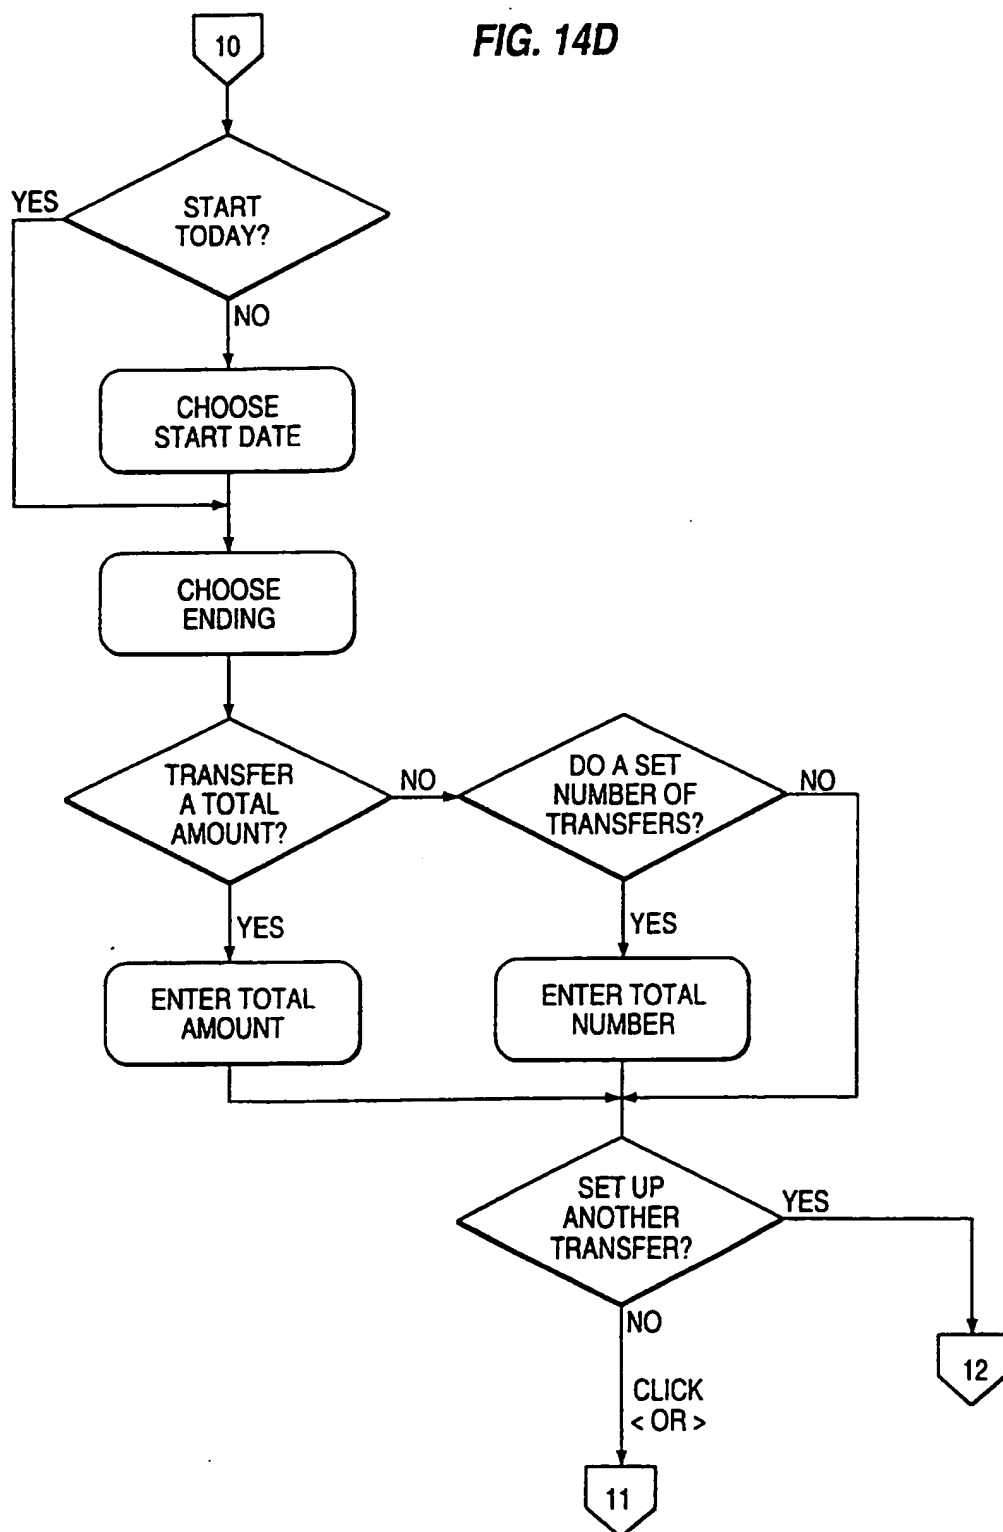 FIG. 14D
10
YES
START
TODAY?
NO
CHOOSE
START DATE
CHOOSE
ENDING
TRANSFER
A TOTAL
AMOUNT?
NO
DO A SET
NUMBER OF
TRANSFERS?
NO
YES
YES
ENTER TOTAL
AMOUNT
ENTER TOTAL
NUMBER
SET UP
ANOTHER
TRANSFER?
YES
NO
12
CLICK
< OR >
11